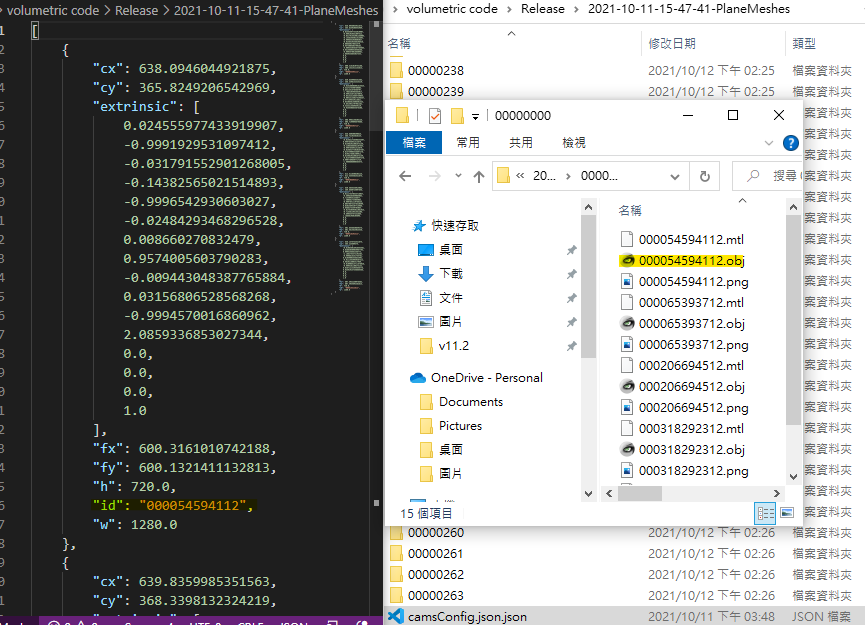 volumetric code > Release > 2021-10-11-15-47-41-PlaneMeshes
[
{
"cx": 638.0946044921875,
"cy": 365.8249206542969,
"extrinsic": [
0.024555977433919907,
-0.9991929531097412,
-0.031791552901268005,
-0.14382565021514893,
-0.9996542930603027,
-0.02484293468296528,
0.008660270832479,
0.9574005603790283,
-0.009443048387765884,
0.03156806528568268,
-0.9994570016860962,
2.0859336853027344,
0.0,
0.0,
0.0,
1.0
],
"fx": 600.3161010742188,
"fy": 600.1321411132813,
"h": 720.0,
"id": "000054594112",
"w": 1280.0
},
{
"cx": 639.8359985351563,
"cy": 368.3398132324219,
volumetric code > Release > 2021-10-11-15-47-41-PlaneMeshes
名稱 修改日期 類型
00000238 2021/10/12 下午 02:25 檔案資料夾
00000239 2021/10/12 下午 02:25 檔案資料夾
00000000
檔案 常用 共用 檢視
« 20... > 0000... 搜尋
快速存取
桌面
下載
文件
圖片
v11.2
OneDrive - Personal
Documents
Pictures
桌面
圖片
名稱
000054594112.mtl
000054594112.obj
000054594112.png
000065393712.mtl
000065393712.obj
000065393712.png
000206694512.mtl
000206694512.obj
000206694512.png
000318292312.mtl
000318292312.obj
000318292312.png
15 個項目
00000260 2021/10/12 下午 02:26 檔案資料夾
00000261 2021/10/12 下午 02:26 檔案資料夾
00000262 2021/10/12 下午 02:26 檔案資料夾
00000263 2021/10/12 下午 02:26 檔案資料夾
camsConfig.json.json 2021/10/11 下午 03:48 JSON 檔案